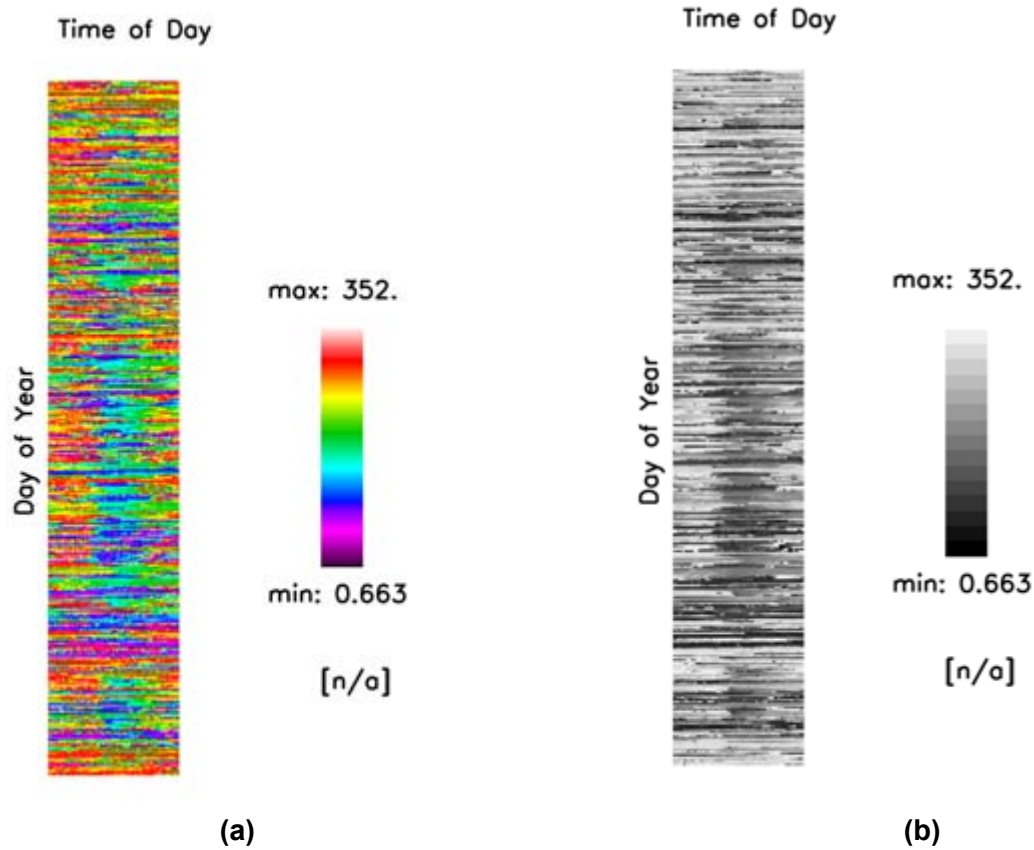 Time of Day
Day of Year
max: 352.
min: 0.663
[n/a]
(a)
Time of Day
Day of Year
max: 352.
min: 0.663
[n/a]
(b)